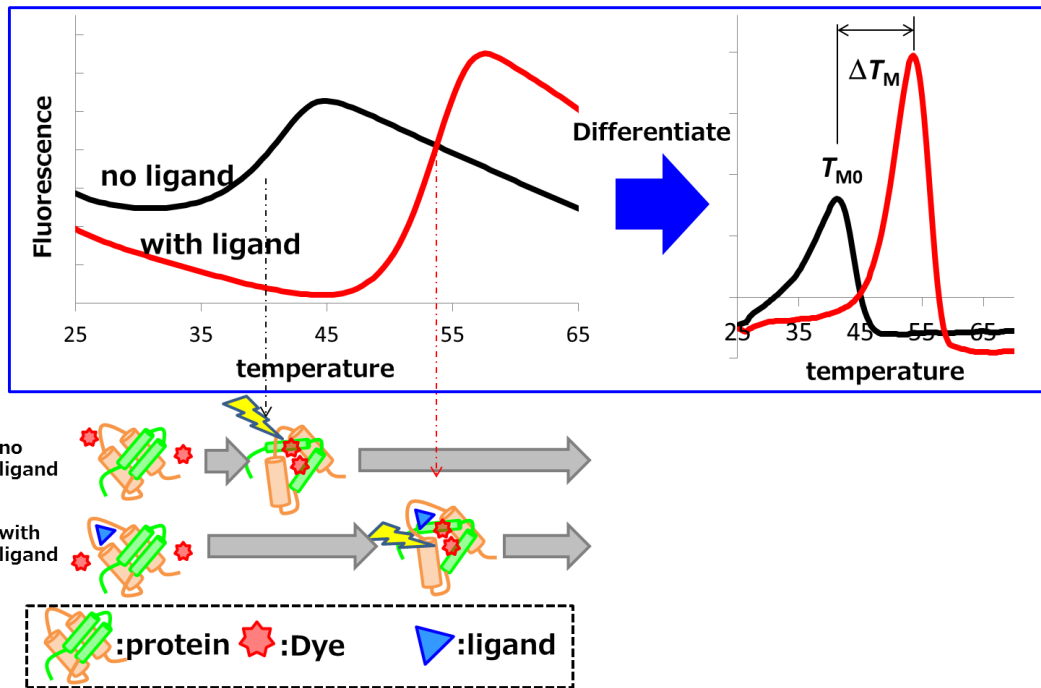 Fluorescence
no ligand
with ligand
25 35 45 55 65
temperature
Differentiate
ΔTM
TM0
25 35 45 55 65
temperature
no
ligand
with
ligand
:protein :Dye :ligand